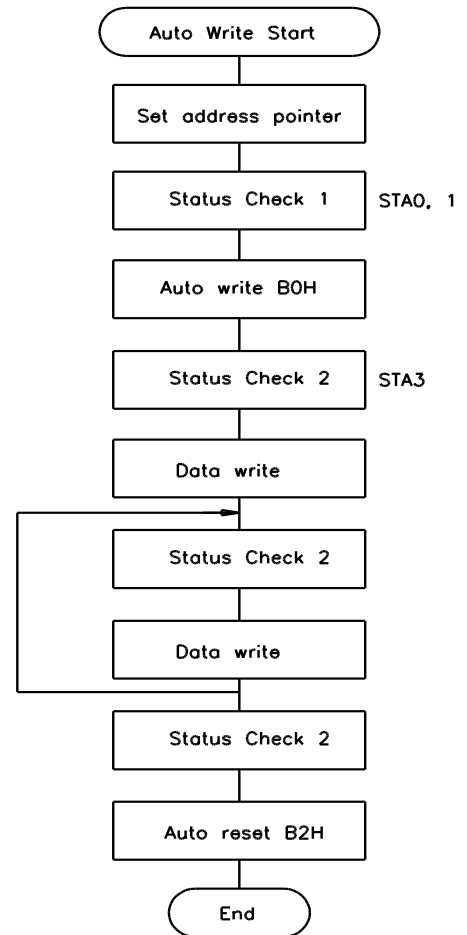 Auto Write Start
Set address pointer
Status Check 1 STA0, 1
Auto write B0H
Status Check 2 STA3
Data write
Status Check 2
Data write
Status Check 2
Auto reset B2H
End